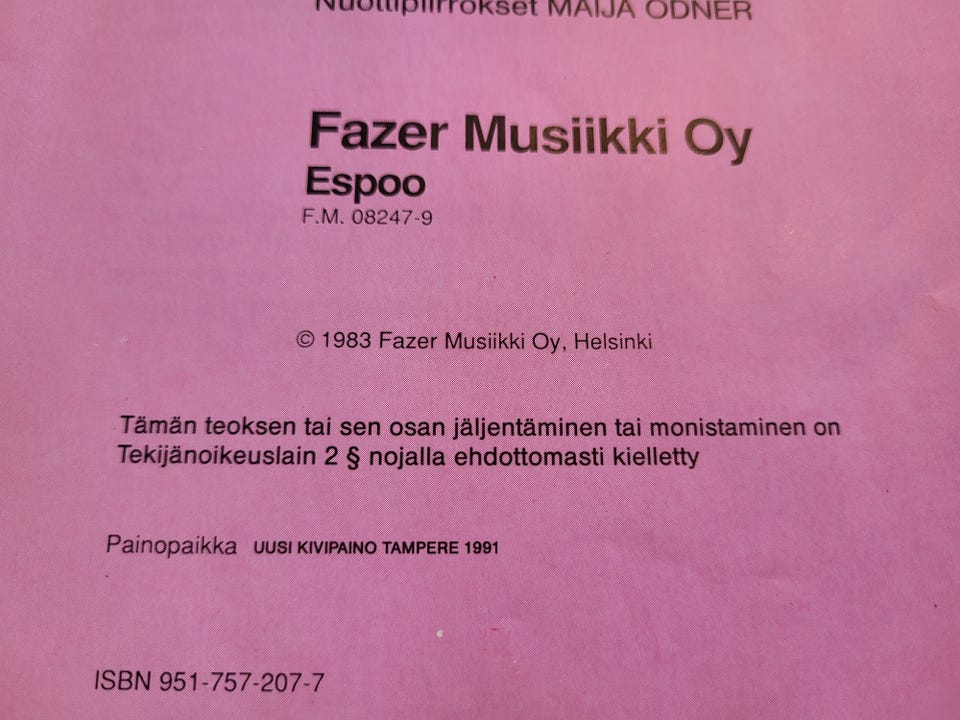 Nuottipiirrokset MAIJA ODNER
Fazer Musiikki Oy
Espoo
F.M. 08247-9
© 1983 Fazer Musiikki Oy, Helsinki
Tämän teoksen tai sen osan jäljentäminen tai monistaminen on
Tekijänoikeuslain 2 § nojalla ehdottomasti kielletty
Painopaikka UUSI KIVIPAINO TAMPERE 1991
ISBN 951-757-207-7